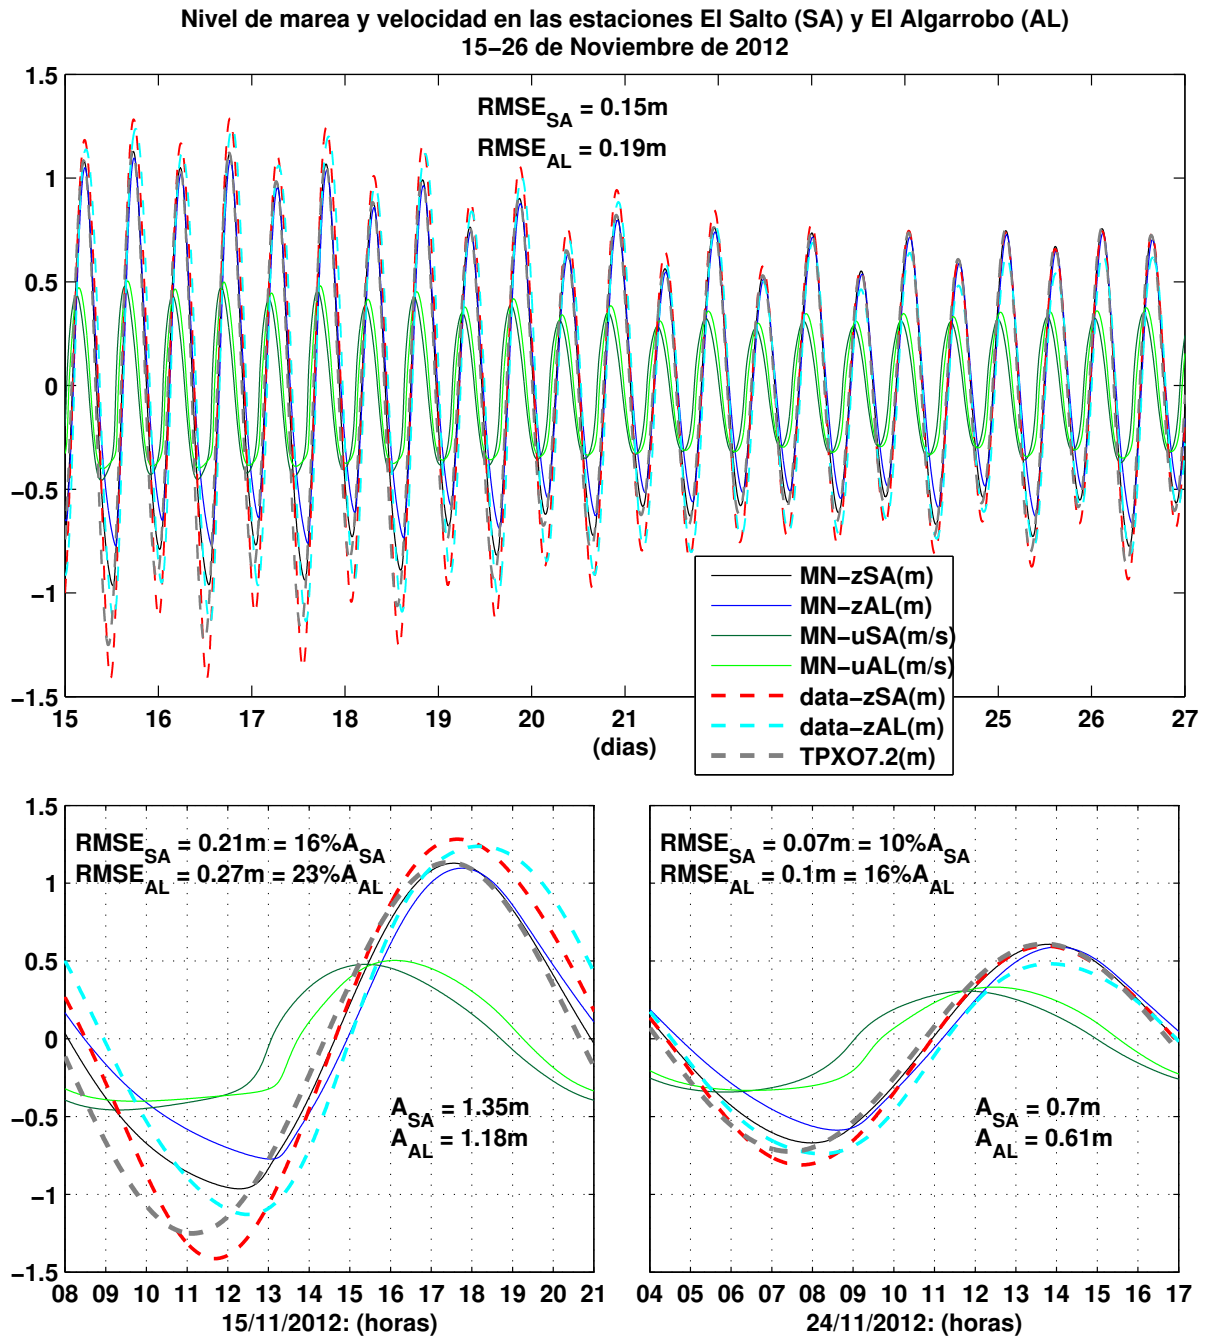 Nivel de marea y velocidad en las estaciones El Salto (SA) y El Algarrobo (AL)
15−26 de Noviembre de 2012
1.5
1
0.5
0
−0.5
−1
−1.5
RMSE_SA = 0.15m
RMSE_AL = 0.19m
15 16 17 18 19 20 21 25 26 27
(dias)
MN−zSA(m)
MN−zAL(m)
MN−uSA(m/s)
MN−uAL(m/s)
data−zSA(m)
data−zAL(m)
TPXO7.2(m)
1.5
1
0.5
0
−0.5
−1
−1.5
RMSE_SA = 0.21m = 16%A_SA
RMSE_AL = 0.27m = 23%A_AL
A_SA = 1.35m
A_AL = 1.18m
08 09 10 11 12 13 14 15 16 17 18 19 20 21
15/11/2012: (horas)
RMSE_SA = 0.07m = 10%A_SA
RMSE_AL = 0.1m = 16%A_AL
A_SA = 0.7m
A_AL = 0.61m
04 05 06 07 08 09 10 11 12 13 14 15 16 17
24/11/2012: (horas)